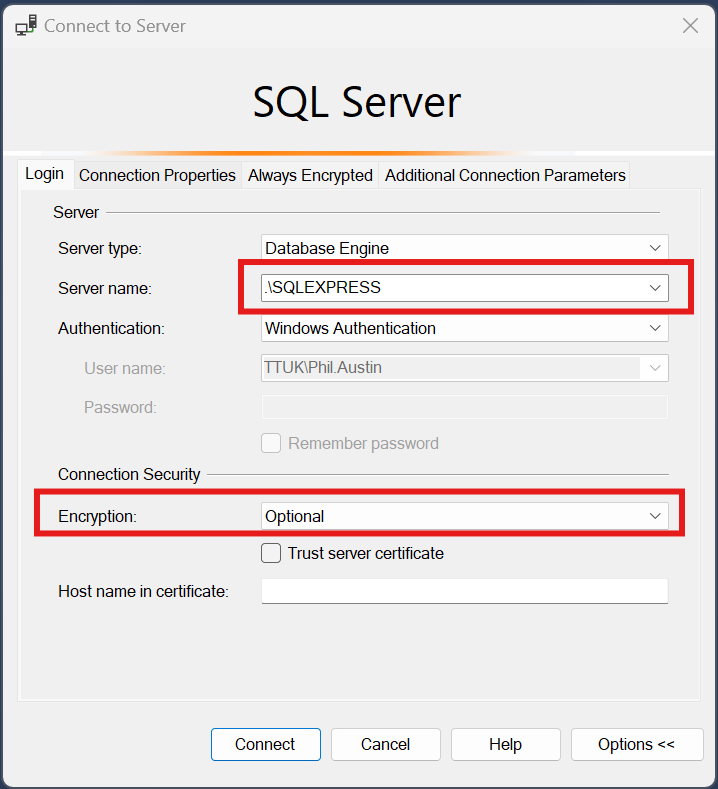 Connect to Server
SQL Server
Login Connection Properties Always Encrypted Additional Connection Parameters
Server
Server type: Database Engine
Server name: .\SQLEXPRESS
Authentication: Windows Authentication
User name: TTUK\Phil.Austin
Password:
Remember password
Connection Security
Encryption: Optional
Trust server certificate
Host name in certificate:
Connect Cancel Help Options <<